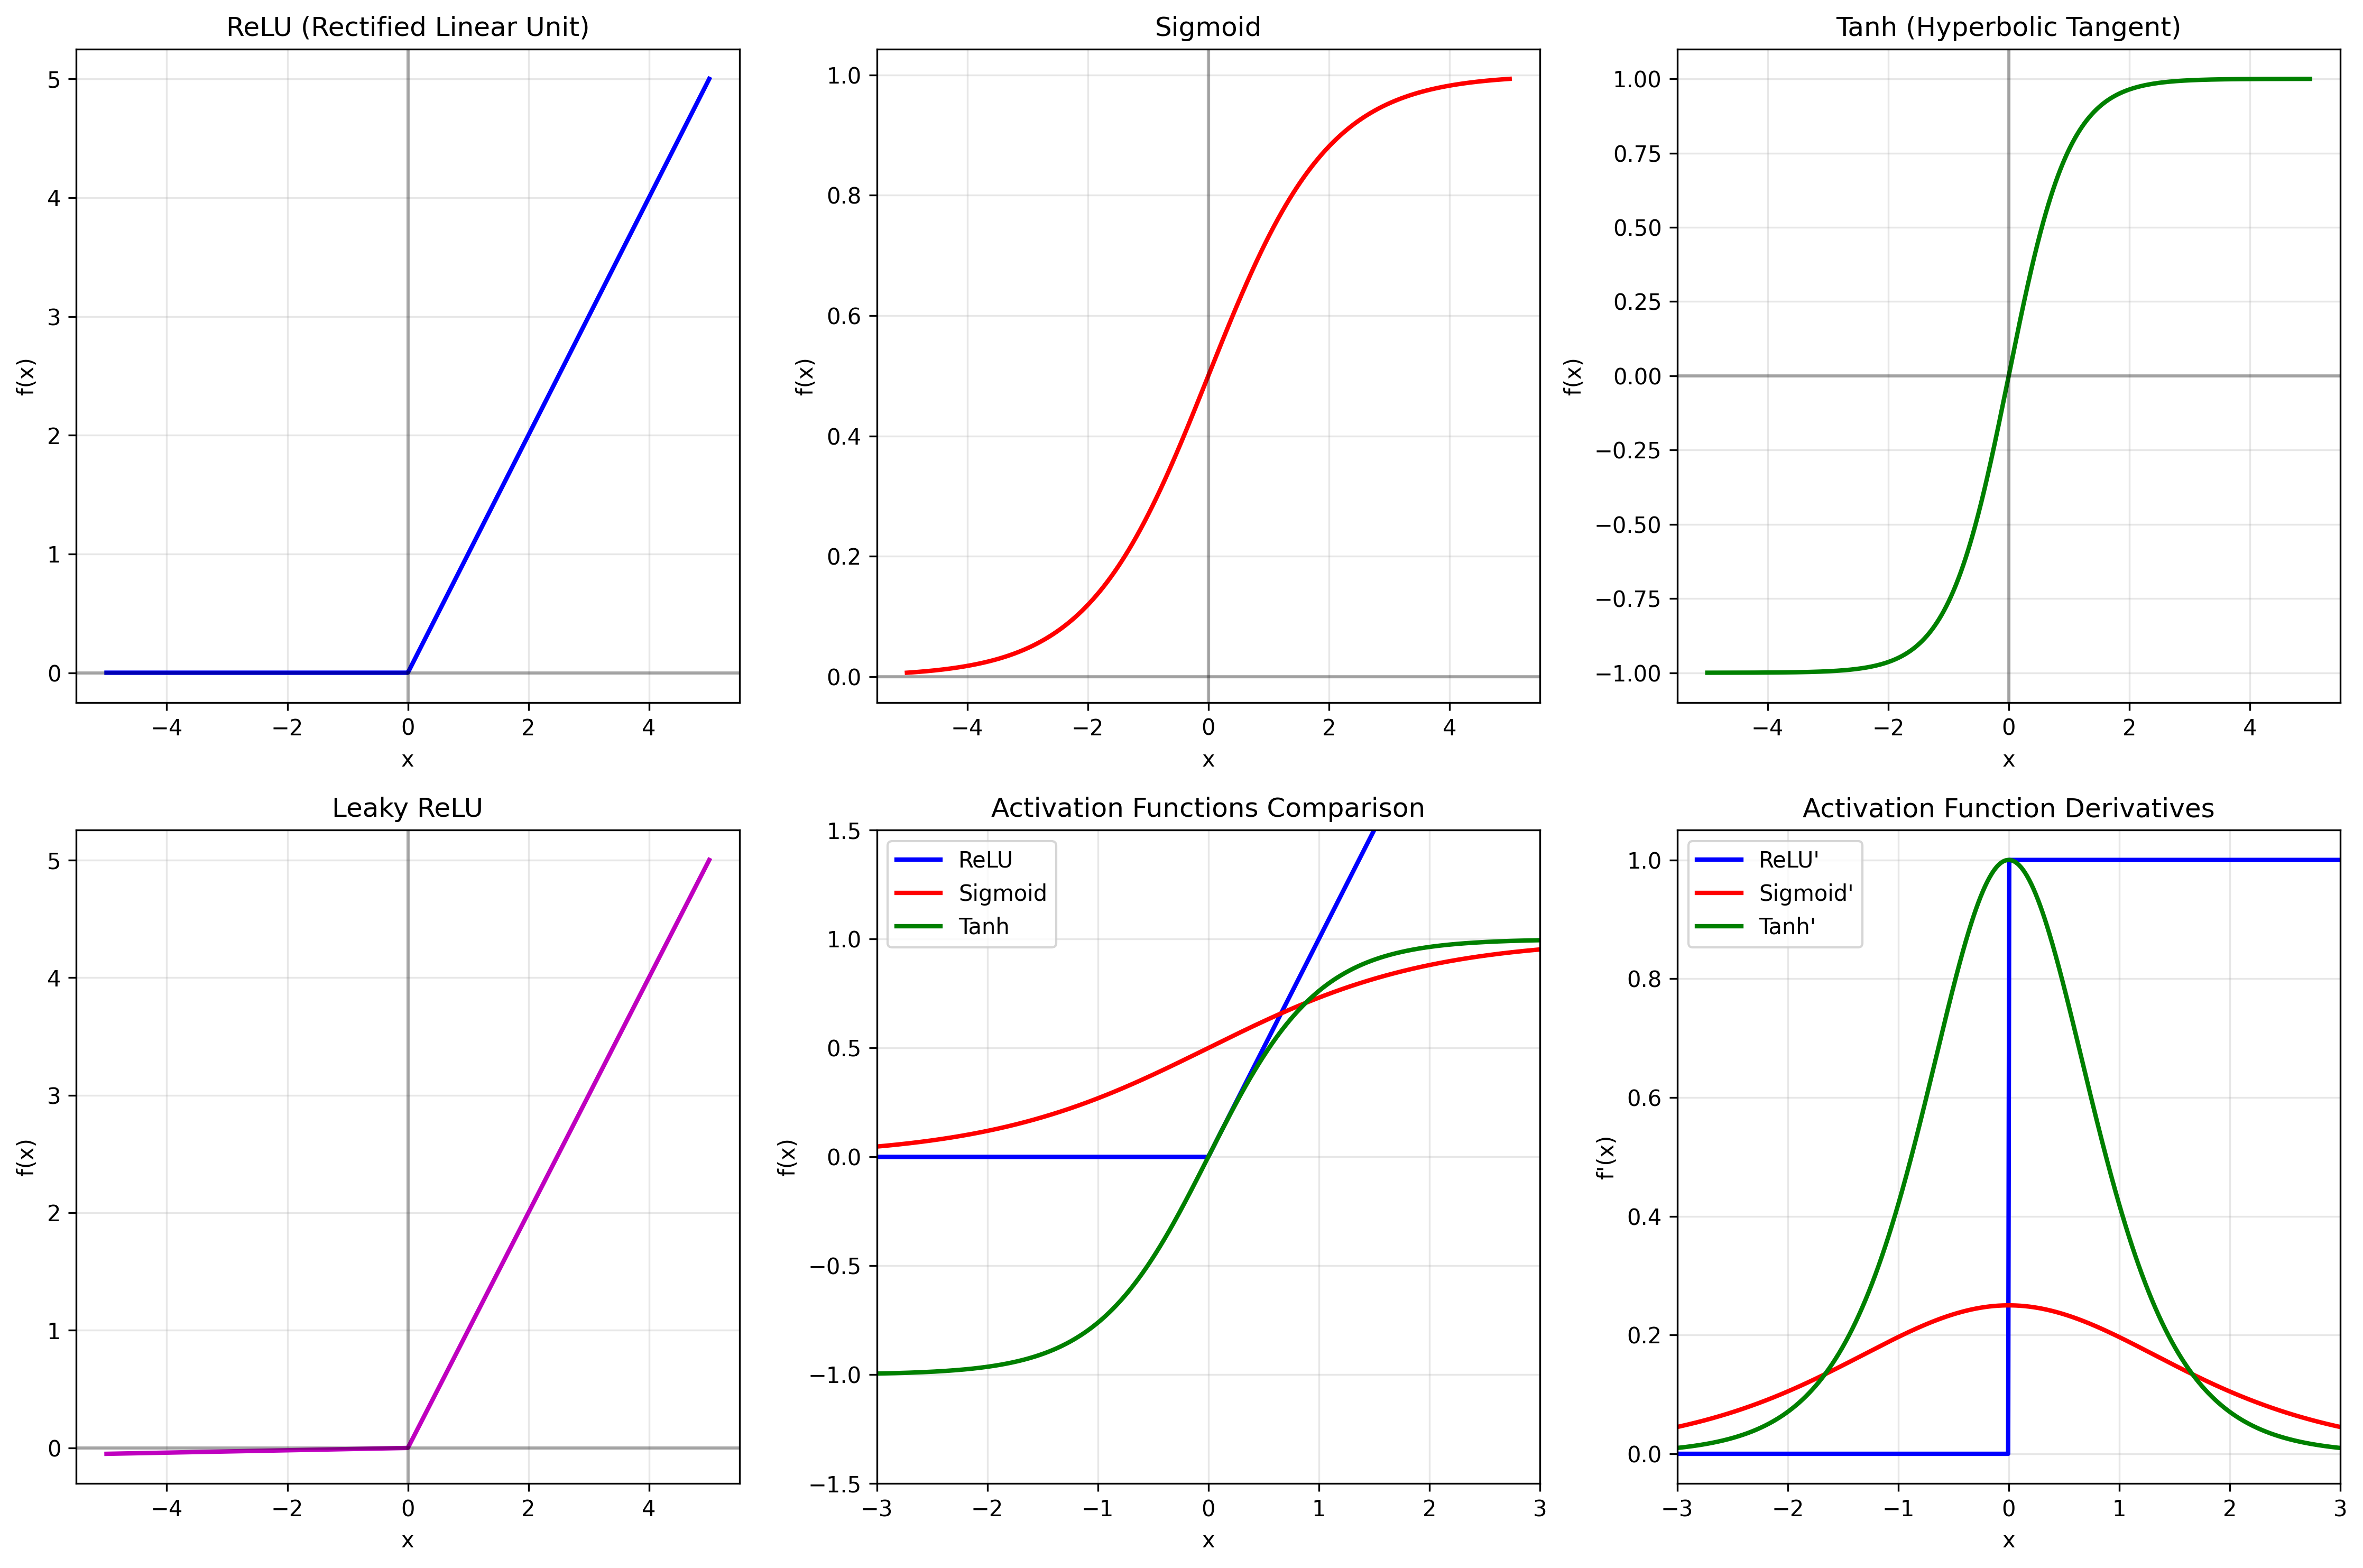 ReLU (Rectified Linear Unit)
f(x)
5
4
3
2
1
0
−4 −2 0 2 4
x
Sigmoid
f(x)
1.0
0.8
0.6
0.4
0.2
0.0
−4 −2 0 2 4
x
Tanh (Hyperbolic Tangent)
f(x)
1.00
0.75
0.50
0.25
0.00
−0.25
−0.50
−0.75
−1.00
−4 −2 0 2 4
x
Leaky ReLU
f(x)
5
4
3
2
1
0
−4 −2 0 2 4
x
Activation Functions Comparison
f(x)
1.5
1.0
0.5
0.0
−0.5
−1.0
−1.5
ReLU
Sigmoid
Tanh
−3 −2 −1 0 1 2 3
x
Activation Function Derivatives
f'(x)
1.0
0.8
0.6
0.4
0.2
0.0
ReLU'
Sigmoid'
Tanh'
−3 −2 −1 0 1 2 3
x